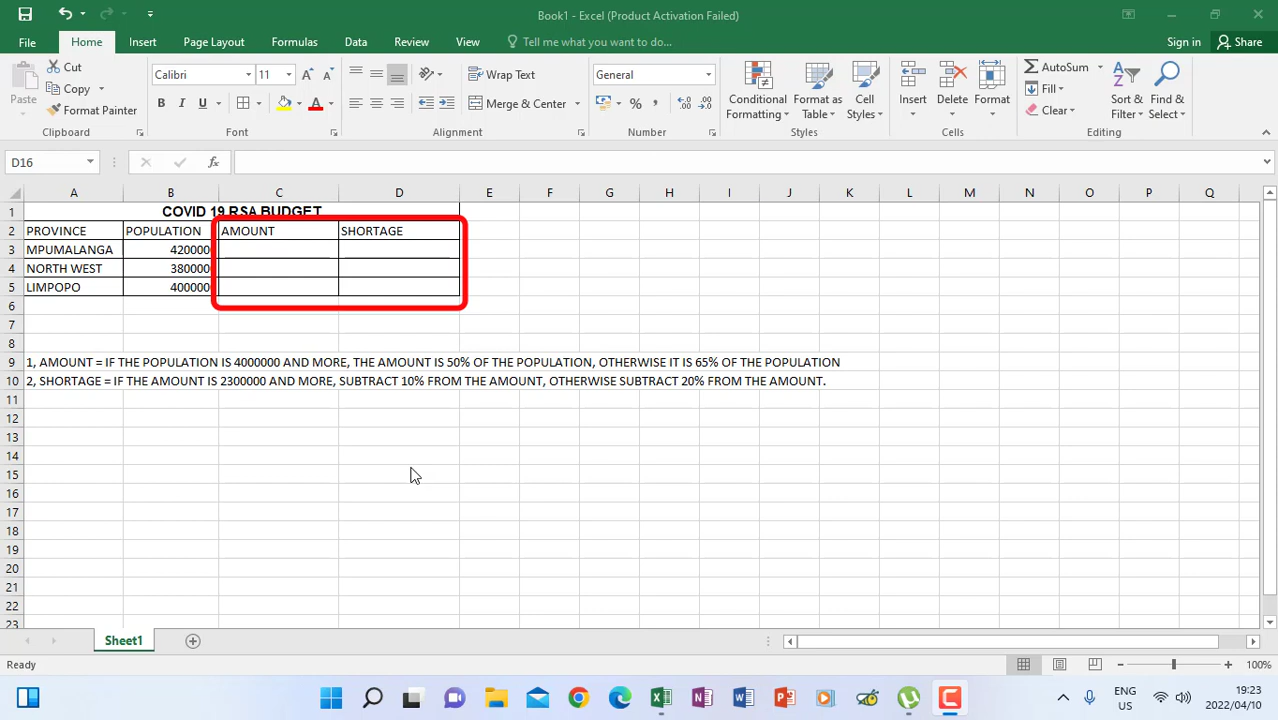 Book1 - Excel (Product Activation Failed)
File Home Insert Page Layout Formulas Data Review View Tell me what you want to do... Sign in Share
Paste Cut Copy Format Painter Clipboard
Calibri 11 A A B I U A Font
Wrap Text Merge & Center Alignment
General % , Number
Conditional Formatting Format as Table Cell Styles Styles
Insert Delete Format Cells
AutoSum Fill Clear Sort & Filter Find & Select Editing
D16 fx
A B C D E F G H I J K L M N O P Q
1 COVID 19 RSA BUDGET
2 PROVINCE POPULATION AMOUNT SHORTAGE
3 MPUMALANGA 4200000
4 NORTH WEST 3800000
5 LIMPOPO 4000000
6
7
8
9 1, AMOUNT = IF THE POPULATION IS 4000000 AND MORE, THE AMOUNT IS 50% OF THE POPULATION, OTHERWISE IT IS 65% OF THE POPULATION
10 2, SHORTAGE = IF THE AMOUNT IS 2300000 AND MORE, SUBTRACT 10% FROM THE AMOUNT, OTHERWISE SUBTRACT 20% FROM THE AMOUNT.
11
12
13
14
15
16
17
18
19
20
21
22
23
Sheet1
Ready 100%
ENG US 19:23 2022/04/10